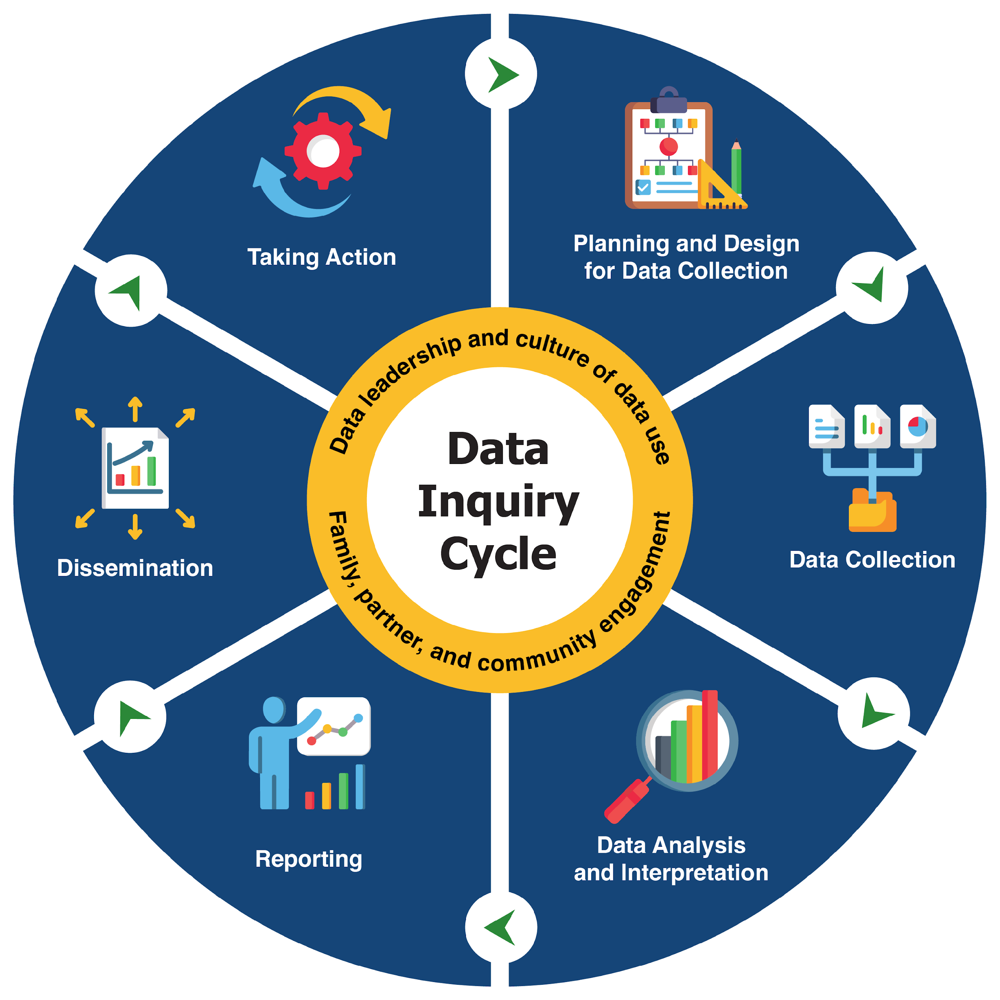 Taking Action
Planning and Design
for Data Collection
Data leadership and culture of data use
Data
Inquiry
Cycle
Family, partner, and community engagement
Dissemination
Data Collection
Reporting
Data Analysis
and Interpretation